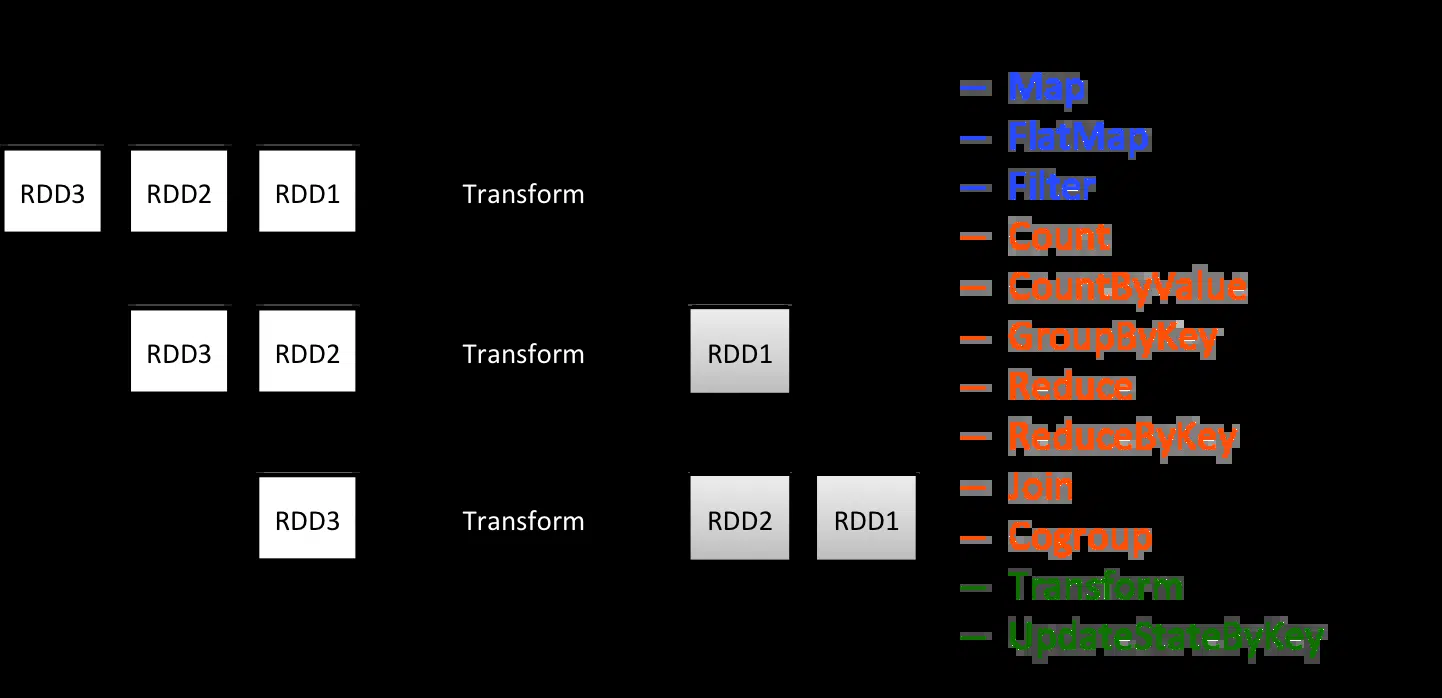 RDD3 RDD2 RDD1 Transform
RDD3 RDD2 Transform RDD1
RDD3 Transform RDD2 RDD1
— Map
— FlatMap
— Filter
— Count
— CountByValue
— GroupByKey
— Reduce
— ReduceByKey
— Join
— Cogroup
— Transform
— UpdateStateByKey